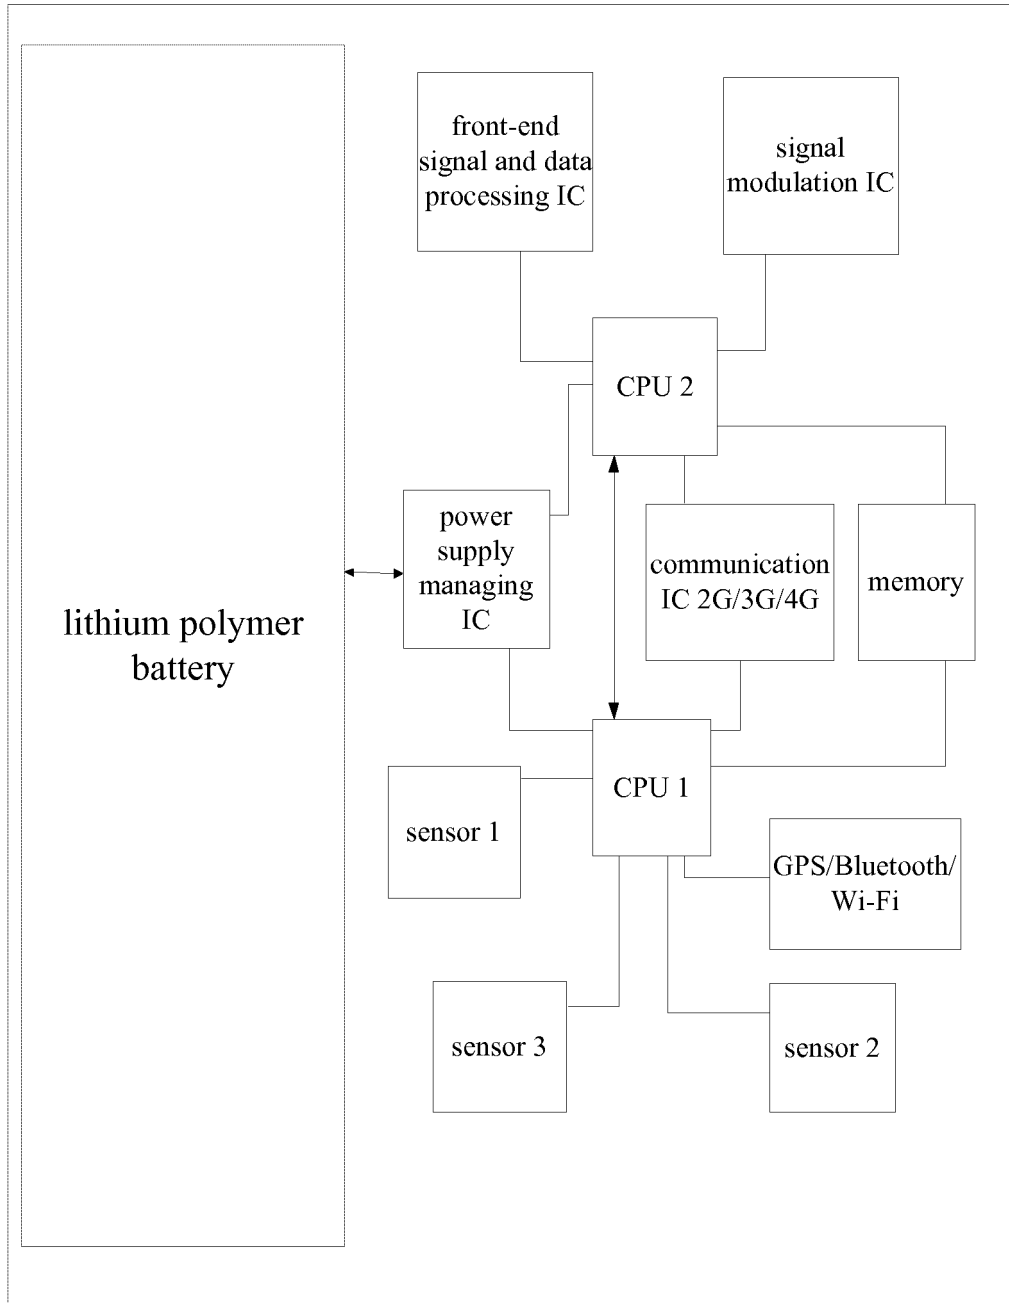 front-end
signal and data
processing IC
signal
modulation IC
CPU 2
power
supply
managing
IC
communication
IC 2G/3G/4G
memory
lithium polymer
battery
CPU 1
sensor 1
GPS/Bluetooth/
Wi-Fi
sensor 3
sensor 2